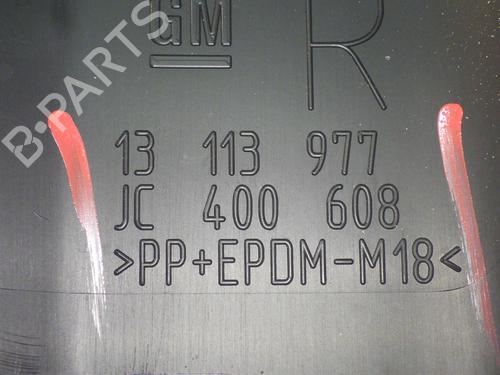 GM R
13 113 977
JC 400 608
>PP+EPDM-M18<
B-PARTS